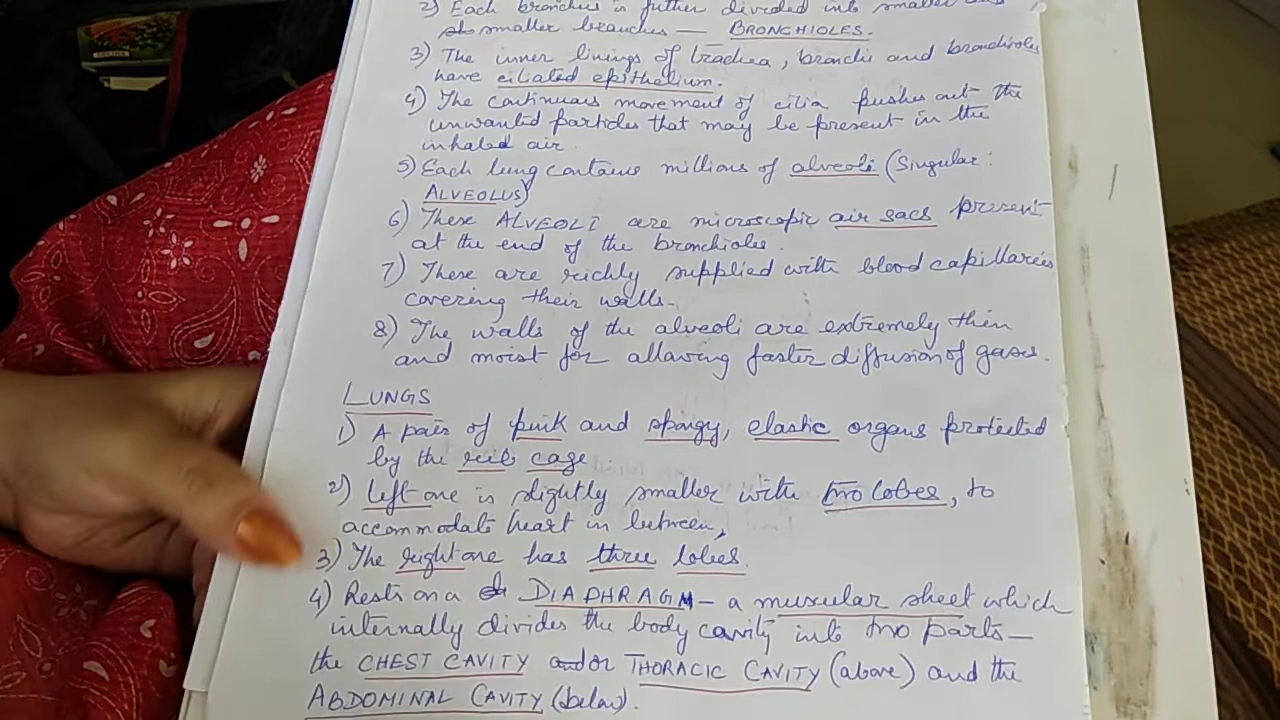 2) Each bronchus is further divided into smaller and
smaller branches — BRONCHIOLES.
3) The inner linings of trachea, bronchi and bronchioles
have ciliated epithelium.
4) The continuous movement of cilia pushes out the
unwanted particles that may be present in the
inhaled air.
5) Each lung contains millions of alveoli (Singular:
ALVEOLUS)
6) These ALVEOLI are microscopic air sacs present
at the end of the bronchioles.
7) These are richly supplied with blood capillaries
covering their walls.
8) The walls of the alveoli are extremely thin
and moist for allowing faster diffusion of gases.
LUNGS
1) A pair of pink and spongy, elastic organs protected
by the rib cage.
2) Left one is slightly smaller with two lobes, to
accommodate heart in between,
3) The right one has three lobes.
4) Rests on a DIAPHRAGM – a muscular sheet which
internally divides the body cavity into two parts –
the CHEST CAVITY or THORACIC CAVITY (above) and the
ABDOMINAL CAVITY (below).